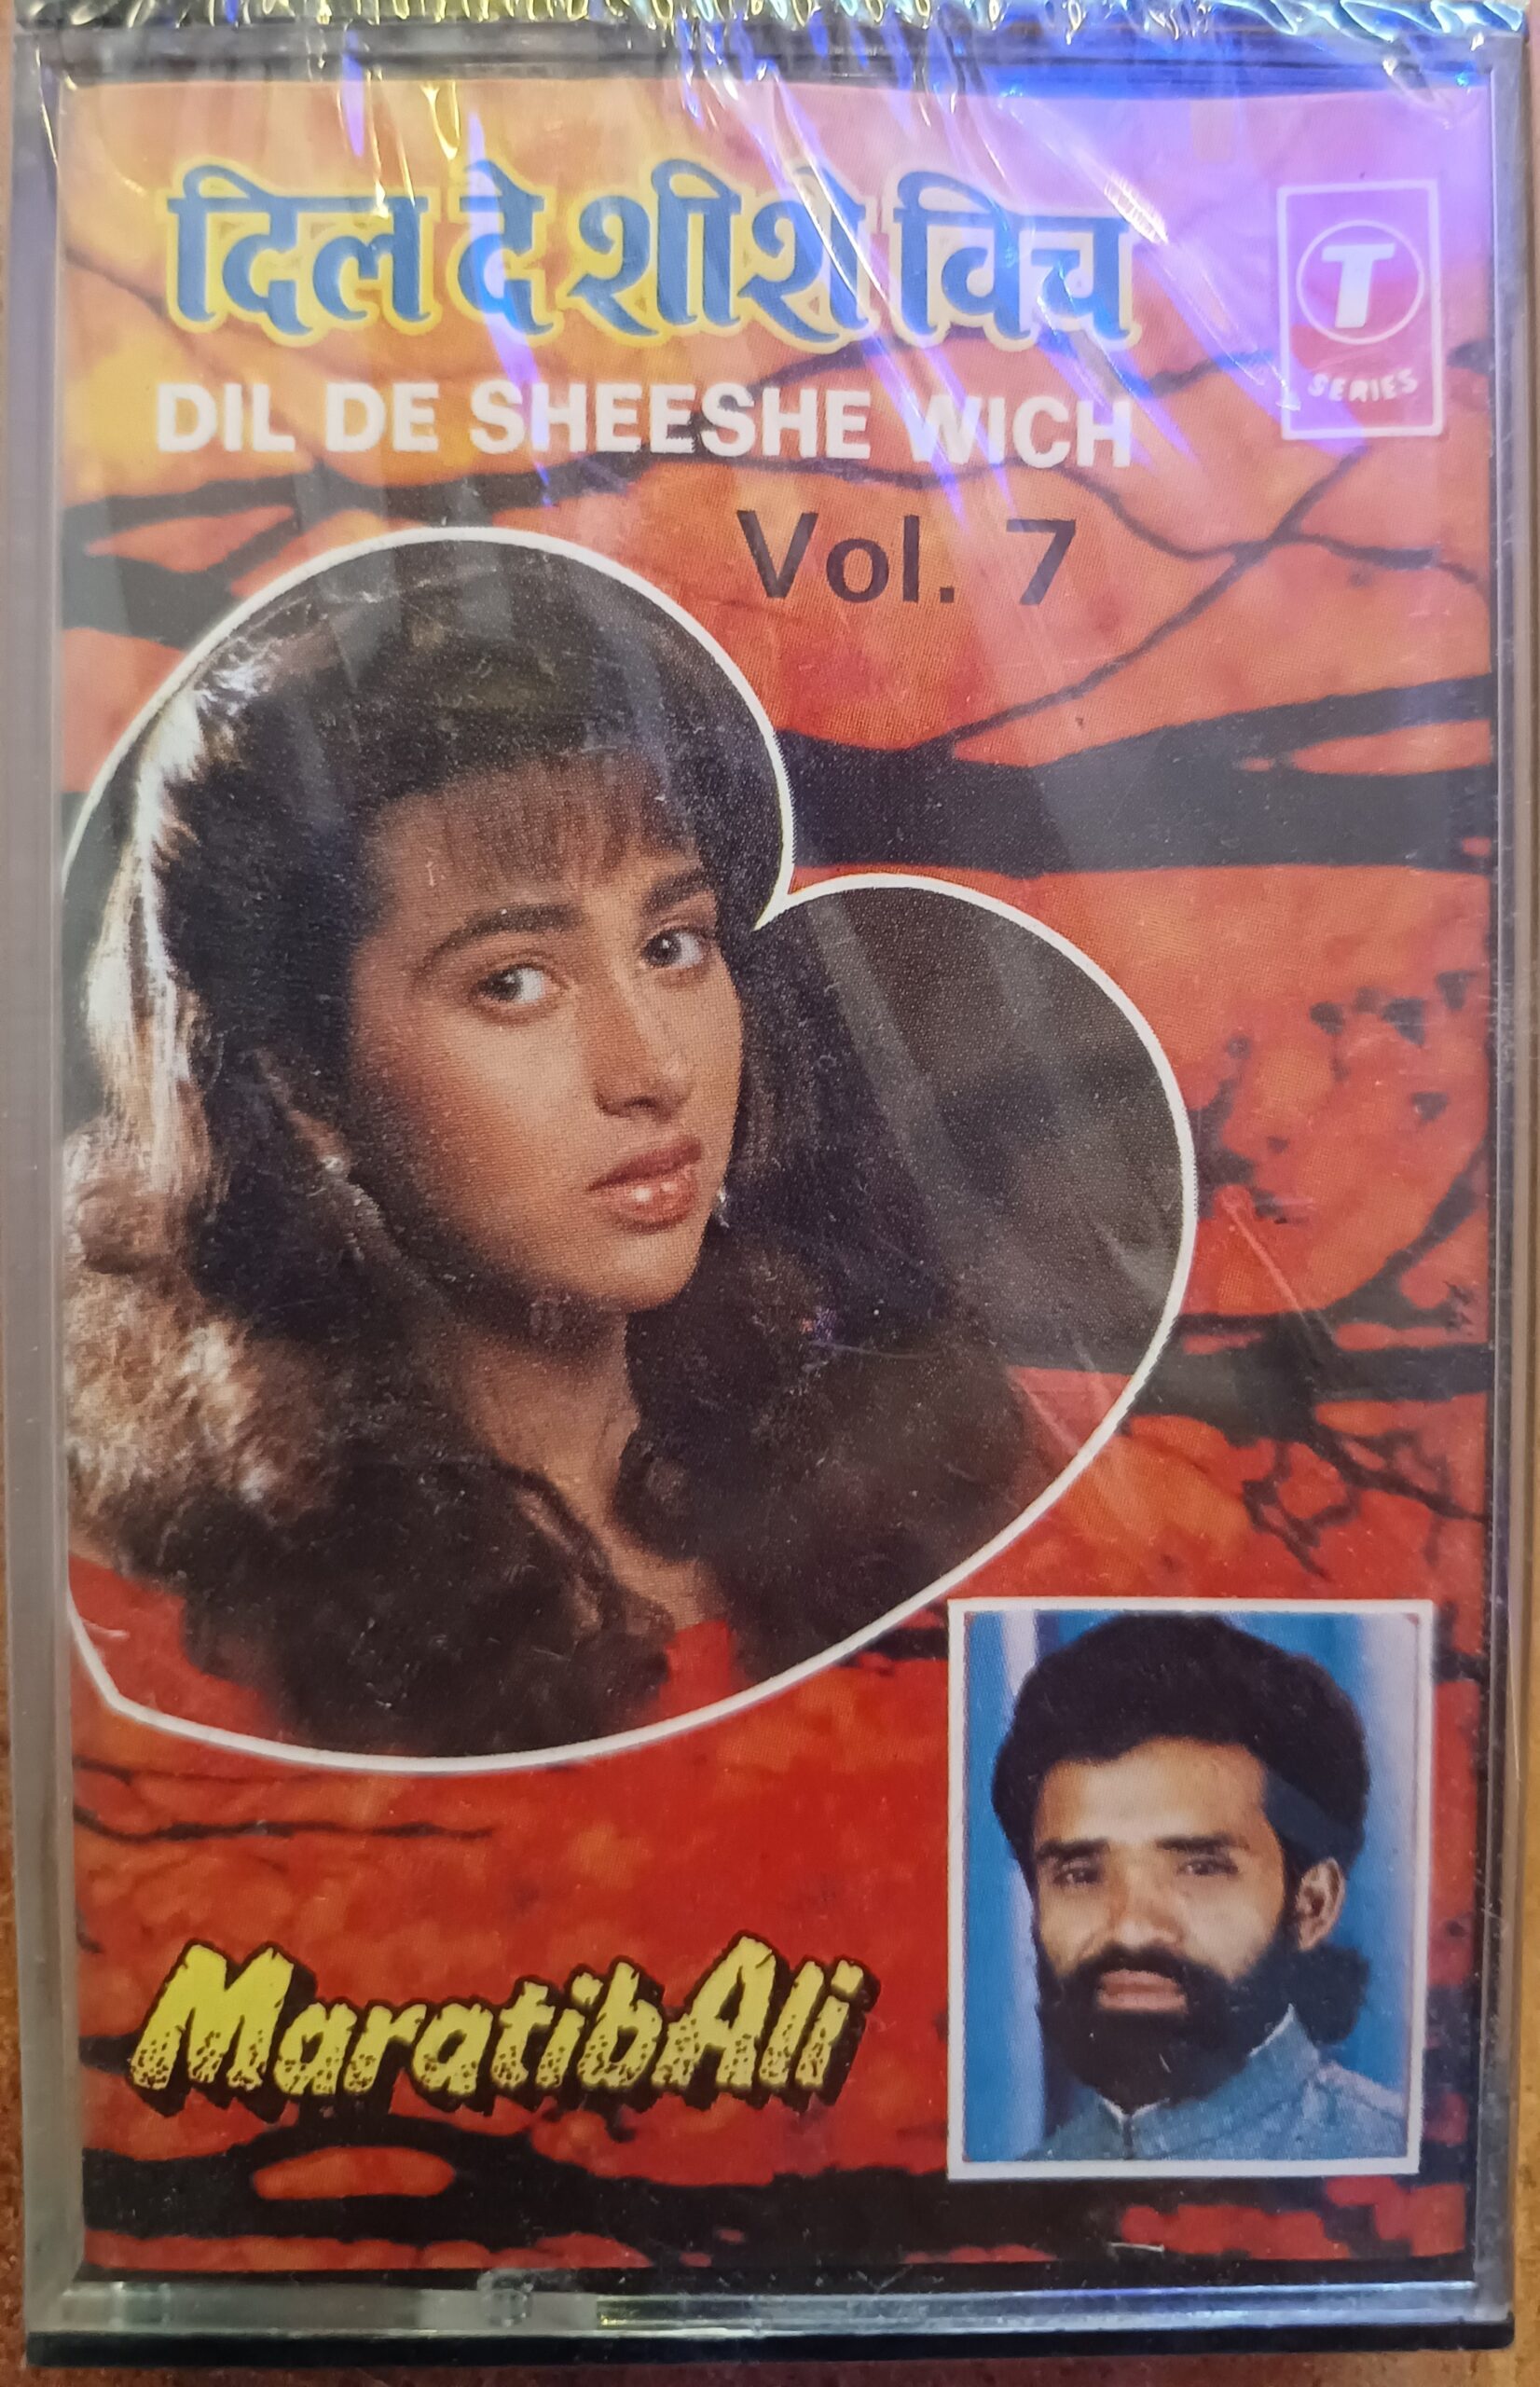 दिल दे शीशे विच
T
SERIES
DIL DE SHEESHE WICH
Vol. 7
MaratibAli